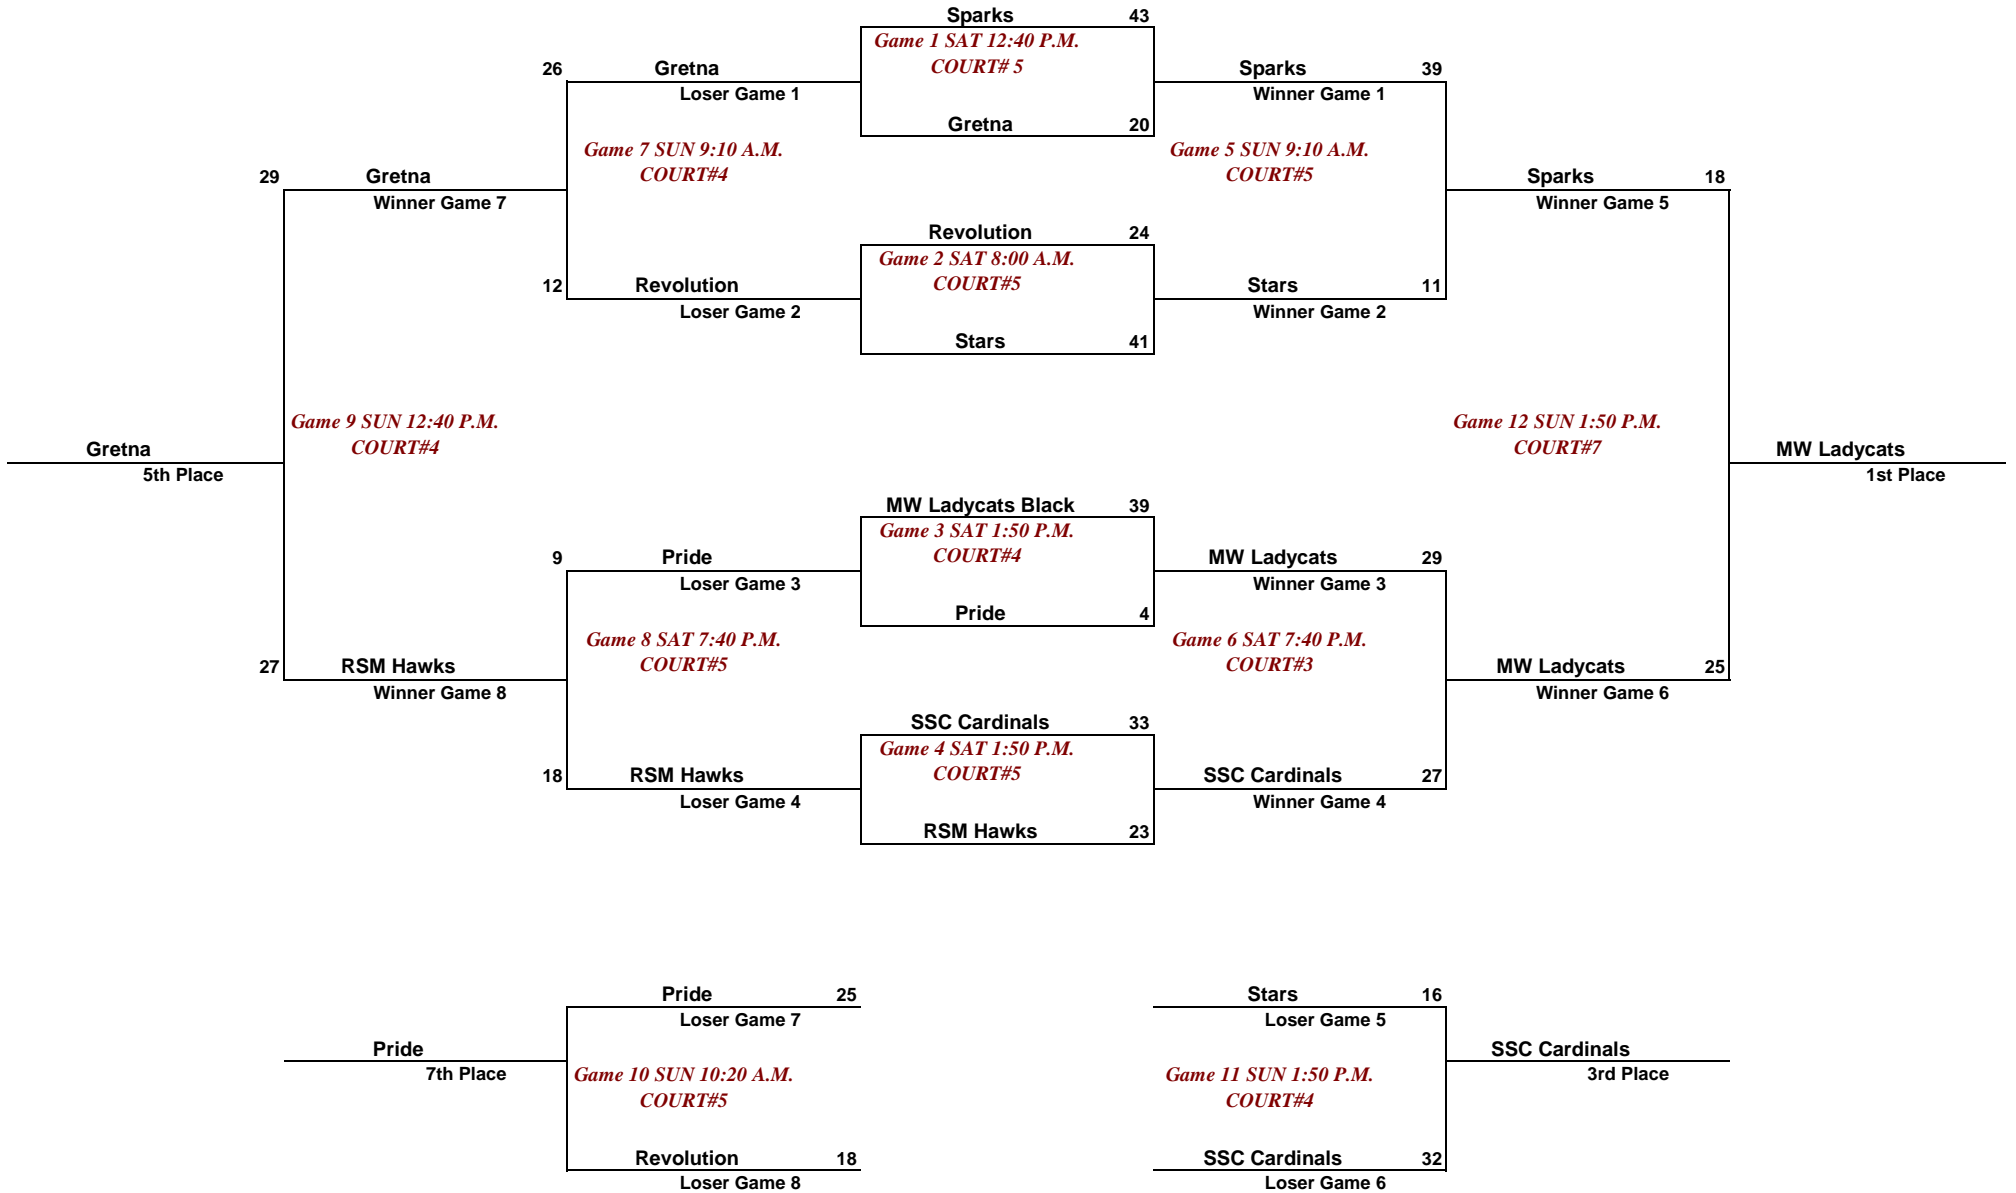 Sparks 43
Game 1 SAT 12:40 P.M.
COURT# 5
26 Gretna Sparks 39
Loser Game 1 Winner Game 1
Gretna 20
Game 7 SUN 9:10 A.M. Game 5 SUN 9:10 A.M.
COURT#4 COURT#5
29 Gretna Sparks 18
Winner Game 7 Winner Game 5
Revolution 24
Game 2 SAT 8:00 A.M.
COURT#5
12 Revolution Stars 11
Loser Game 2 Winner Game 2
Stars 41
Game 9 SUN 12:40 P.M. Game 12 SUN 1:50 P.M.
COURT#4 COURT#7
Gretna MW Ladycats
5th Place 1st Place
MW Ladycats Black 39
Game 3 SAT 1:50 P.M.
COURT#4
9 Pride MW Ladycats 29
Loser Game 3 Winner Game 3
Pride 4
Game 8 SAT 7:40 P.M. Game 6 SAT 7:40 P.M.
COURT#5 COURT#3
27 RSM Hawks MW Ladycats 25
Winner Game 8 Winner Game 6
SSC Cardinals 33
Game 4 SAT 1:50 P.M.
COURT#5
18 RSM Hawks SSC Cardinals 27
Loser Game 4 Winner Game 4
RSM Hawks 23
Pride 25 Stars 16
Loser Game 7 Loser Game 5
Pride SSC Cardinals
7th Place 3rd Place
Game 10 SUN 10:20 A.M. Game 11 SUN 1:50 P.M.
COURT#5 COURT#4
Revolution 18 SSC Cardinals 32
Loser Game 8 Loser Game 6